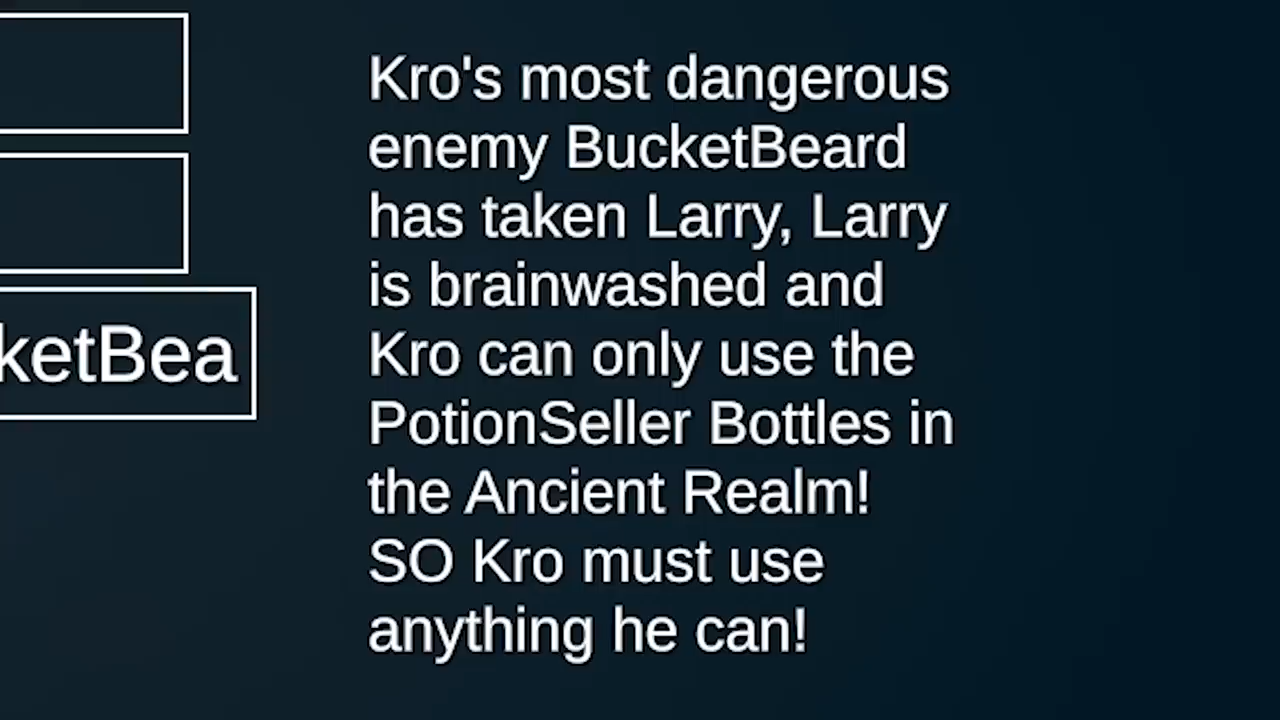 Kro's most dangerous
enemy BucketBeard
has taken Larry, Larry
is brainwashed and
Kro can only use the
PotionSeller Bottles in
the Ancient Realm!
SO Kro must use
anything he can!
ketBea